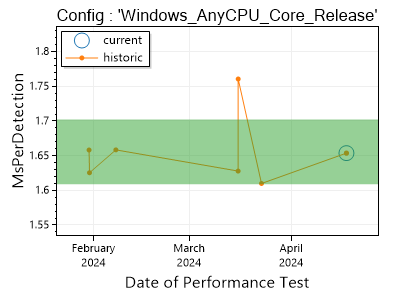 Config : 'Windows_AnyCPU_Core_Release'
current
historic
MsPerDetection
1.8
1.75
1.7
1.65
1.6
1.55
February
2024
March
2024
April
2024
Date of Performance Test